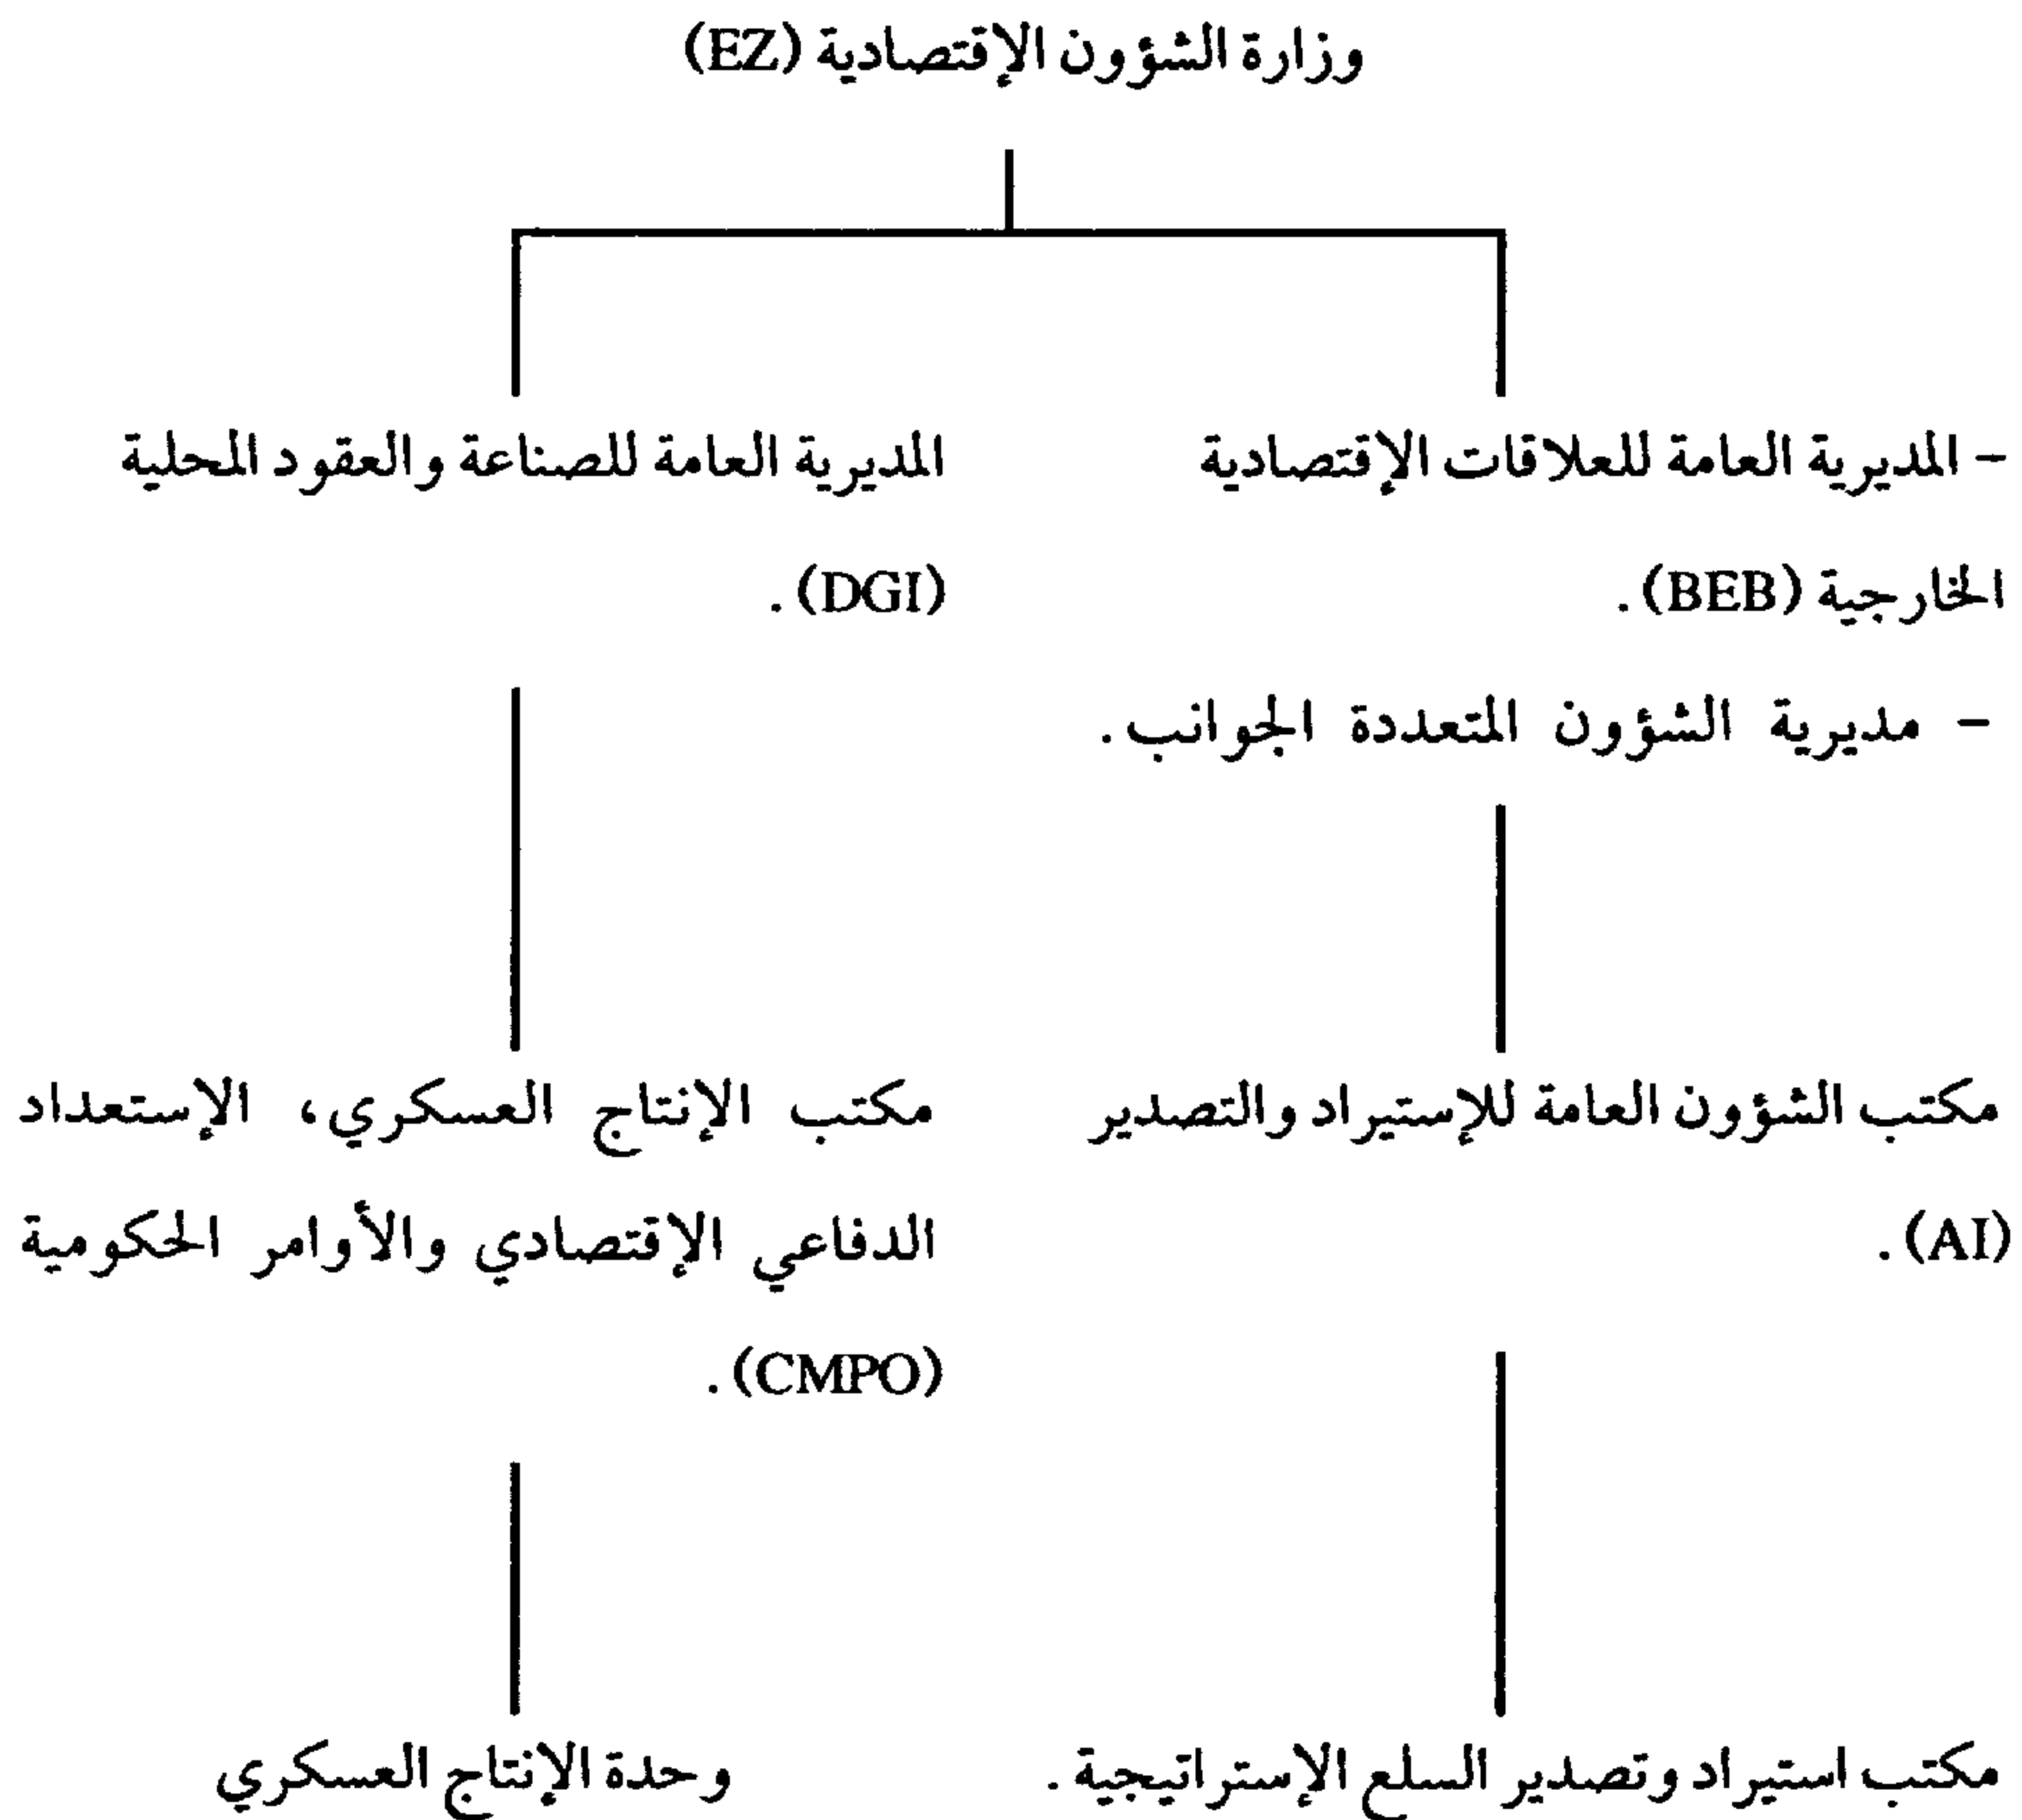 وزارة الشؤون الإقتصادية (EZ)
- المديرية العامة للعلاقات الإقتصادية
الخارجية (BEB).
- مديرية الشؤون المتعددة الجوانب.
المديرية العامة للصناعة والعقود المحلية
(DGI).
مكتب الشؤون العامة للإستيراد والتصدير
(AI).
مكتب الإنتاج العسكري، الإستعداد
الدفاعي الإقتصادي والأوامر الحكومية
(CMPO).
مكتب استيراد وتصدير السلع الإستراتيجية.
وحدة الإنتاج العسكري